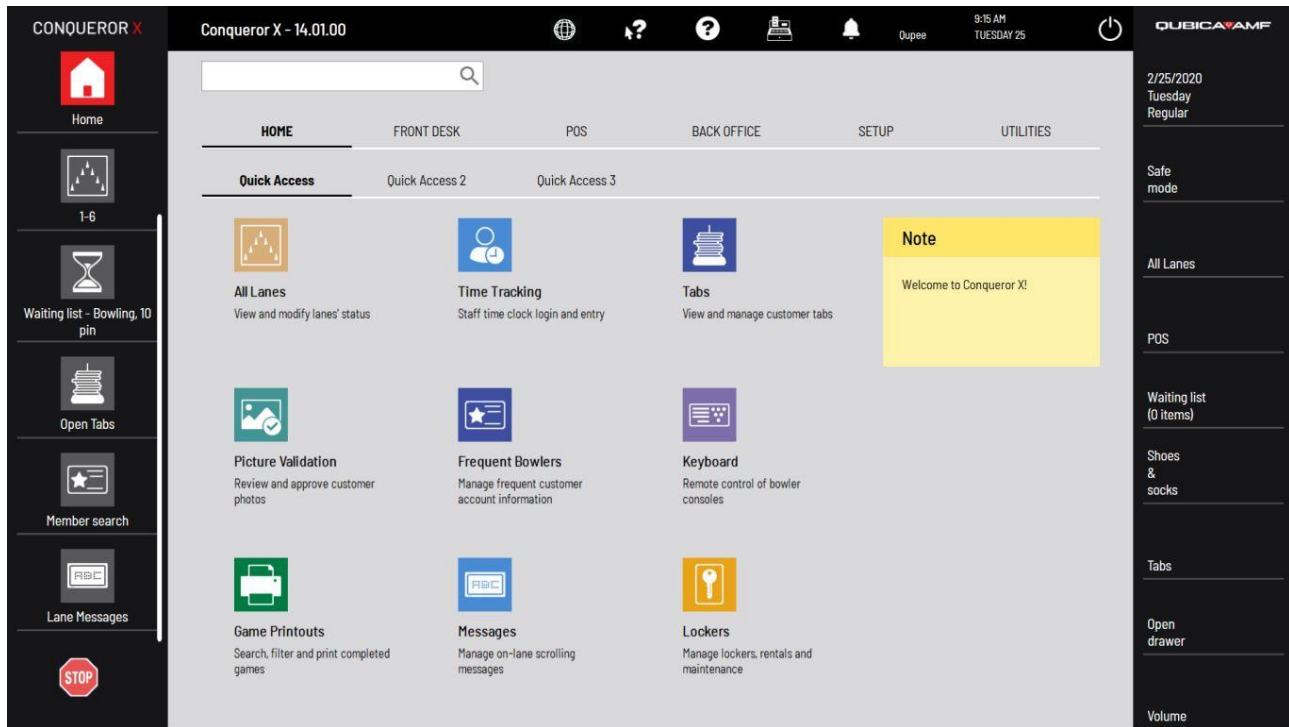 CONQUEROR X
Home
1-6
Waiting list - Bowling, 10
pin
Open Tabs
Member search
ABC
Lane Messages
STOP
Conqueror X - 14.01.00
?
?
Qupee
9:15 AM
TUESDAY 25
HOME FRONT DESK POS BACK OFFICE SETUP UTILITIES
Quick Access Quick Access 2 Quick Access 3
All Lanes
View and modify lanes' status
Time Tracking
Staff time clock login and entry
Tabs
View and manage customer tabs
Note
Welcome to Conqueror X!
Picture Validation
Review and approve customer
photos
Frequent Bowlers
Manage frequent customer
account information
Keyboard
Remote control of bowler
consoles
Game Printouts
Search, filter and print completed
games
ABC
Messages
Manage on-lane scrolling
messages
Lockers
Manage lockers, rentals and
maintenance
QUBICAAMF
2/25/2020
Tuesday
Regular
Safe
mode
All Lanes
POS
Waiting list
(0 items)
Shoes
&
socks
Tabs
Open
drawer
Volume